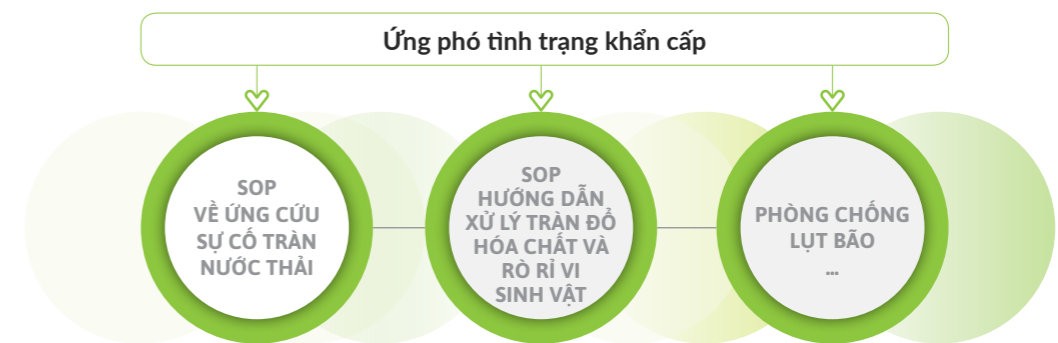 Ứng phó tình trạng khẩn cấp
SOP
VỀ ỨNG CỨU
SỰ CỐ TRÀN
NƯỚC THẢI
SOP
HƯỚNG DẪN
XỬ LÝ TRÀN ĐỔ
HÓA CHẤT VÀ
RÒ RỈ VI
SINH VẬT
PHÒNG CHỐNG
LỤT BÃO
...